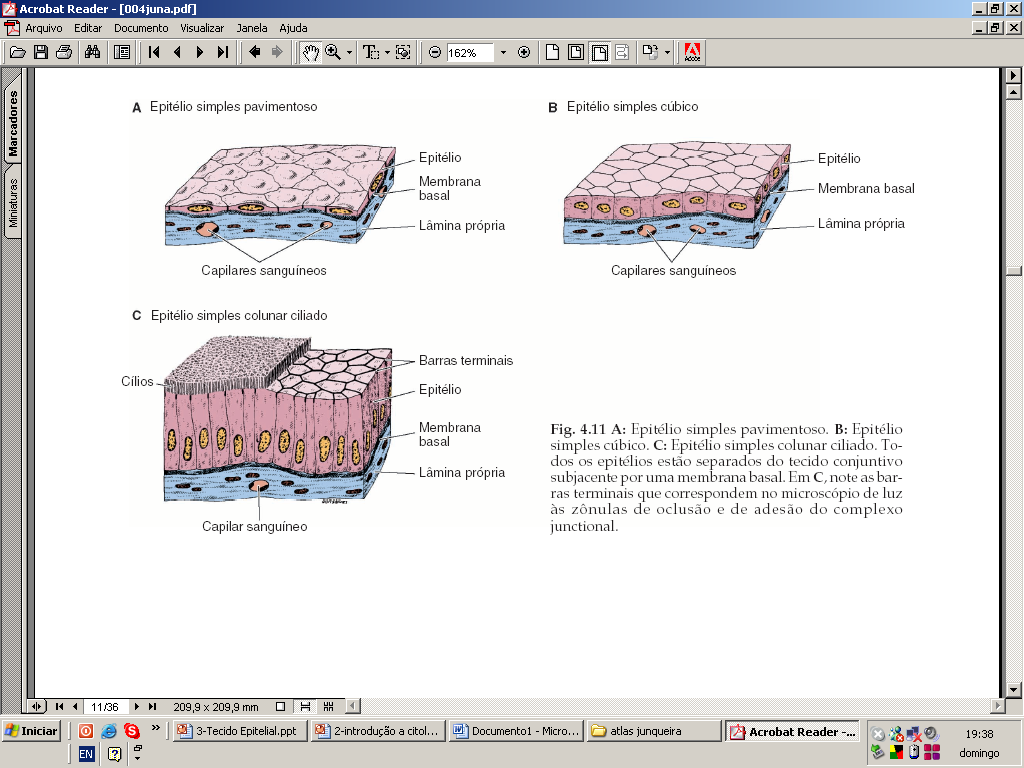 Acrobat Reader - [004juna.pdf]
Arquivo Editar Documento Visualizar Janela Ajuda
162%
Adobe
Marcadores
Miniaturas
A Epitélio simples pavimentoso
Epitélio
Membrana
basal
Lâmina própria
Capilares sanguíneos
B Epitélio simples cúbico
Epitélio
Membrana basal
Lâmina própria
Capilares sanguíneos
C Epitélio simples colunar ciliado
Cílios
Barras terminais
Epitélio
Membrana
basal
Lâmina própria
Capilar sanguíneo
Fig. 4.11 A: Epitélio simples pavimentoso. B: Epitélio
simples cúbico. C: Epitélio simples colunar ciliado. To-
dos os epitélios estão separados do tecido conjuntivo
subjacente por uma membrana basal. Em C, note as bar-
ras terminais que correspondem no microscópio de luz
às zônulas de oclusão e de adesão do complexo
junctional.
11/36 209,9 x 209,9 mm
Iniciar 3-Tecido Epitelial.ppt 2-introdução a citol... Documento1 - Micro... atlas junqueira Acrobat Reader -... 19:38
EN domingo